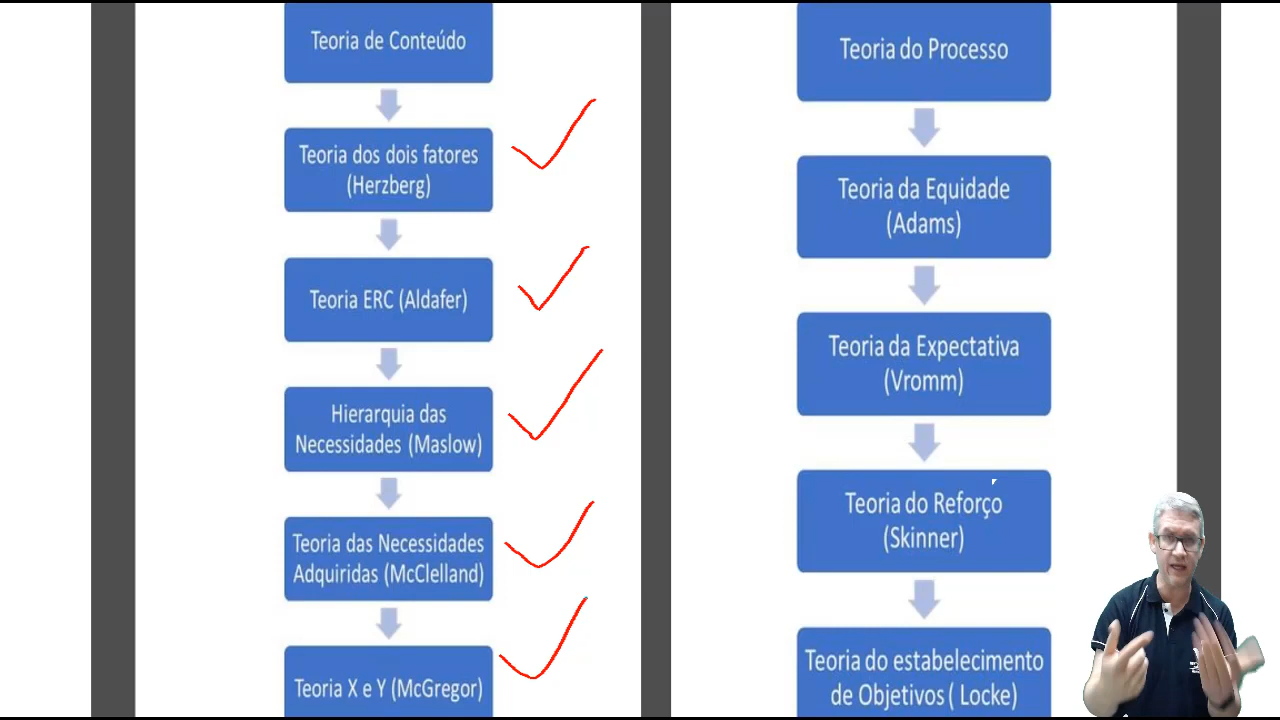 Teoria de Conteúdo
Teoria dos dois fatores
(Herzberg)
Teoria ERC (Aldafer)
Hierarquia das
Necessidades (Maslow)
Teoria das Necessidades
Adquiridas (McClelland)
Teoria X e Y (McGregor)
Teoria do Processo
Teoria da Equidade
(Adams)
Teoria da Expectativa
(Vromm)
Teoria do Reforço
(Skinner)
Teoria do estabelecimento
de Objetivos ( Locke)